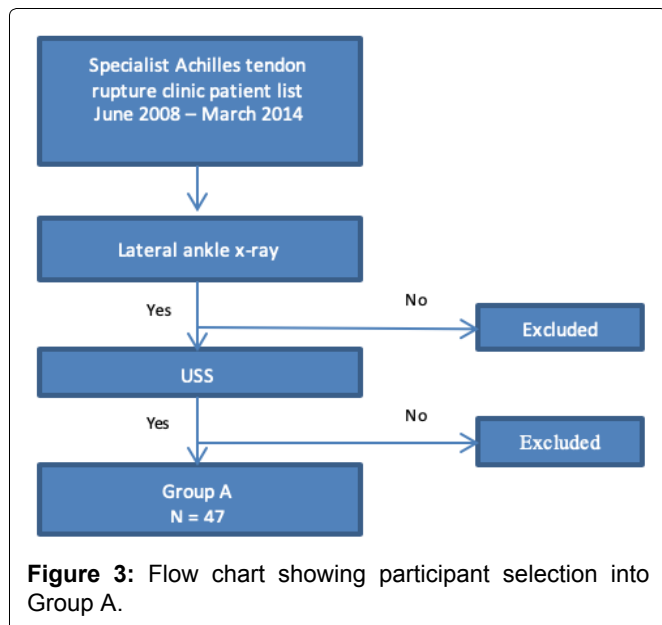 Specialist Achilles tendon
rupture clinic patient list
June 2008 – March 2014
Lateral ankle x-ray
Yes
No
Excluded
USS
Yes
No
Excluded
Group A
N = 47
Figure 3: Flow chart showing participant selection into
Group A.